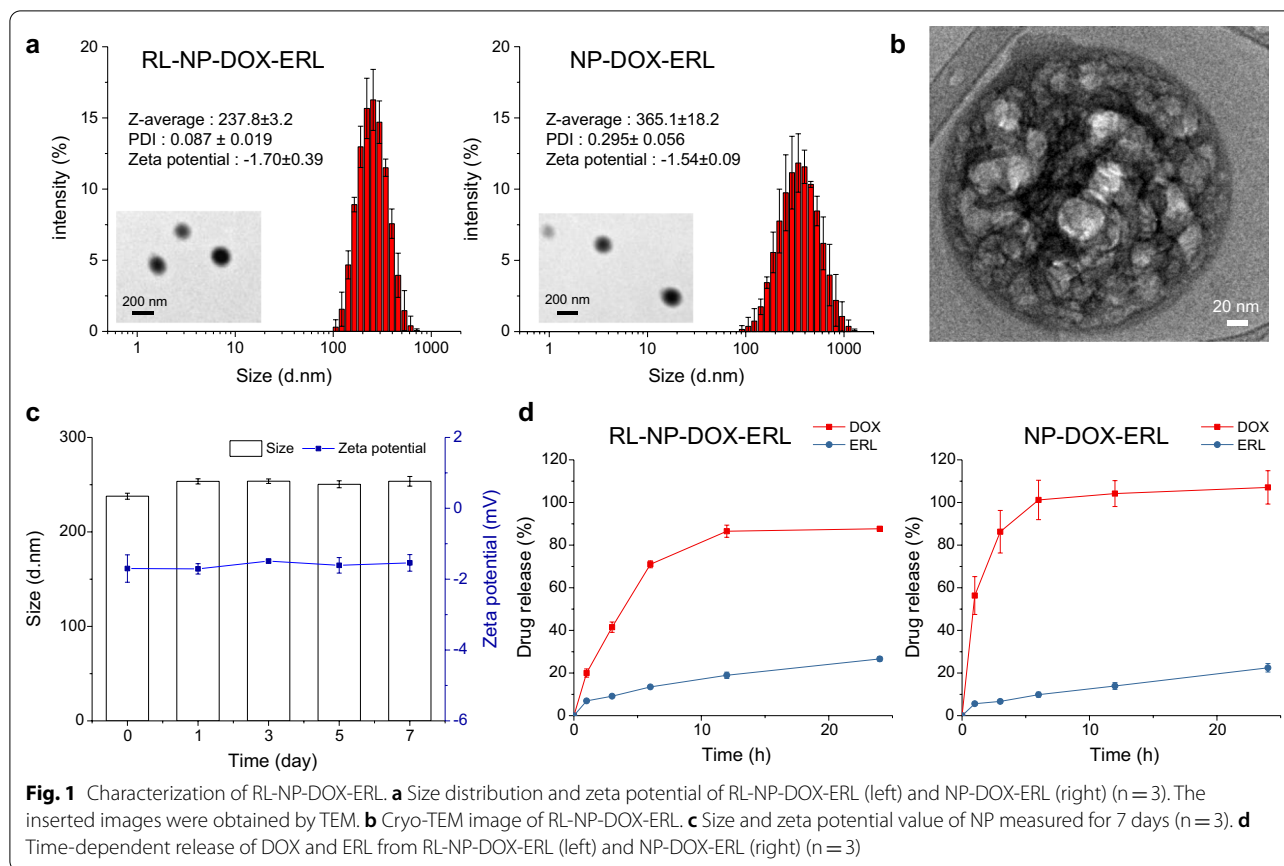 a
RL-NP-DOX-ERL
Z-average : 237.8±3.2
PDI : 0.087 ± 0.019
Zeta potential : -1.70±0.39
200 nm
intensity (%)
20
15
10
5
0
1 10 100 1000
Size (d.nm)
NP-DOX-ERL
Z-average : 365.1±18.2
PDI : 0.295± 0.056
Zeta potential : -1.54±0.09
200 nm
intensity (%)
20
15
10
5
0
1 10 100 1000
Size (d.nm)
b
20 nm
c
Size Zeta potential
Size (d.nm)
300
200
100
0
0 1 3 5 7
Time (day)
2
0
-2
-4
-6
Zeta potential (mV)
d
RL-NP-DOX-ERL
DOX
ERL
Drug release (%)
120
100
80
60
40
20
0
0 10 20
Time (h)
NP-DOX-ERL
DOX
ERL
Drug release (%)
120
100
80
60
40
20
0
0 10 20
Time (h)
Fig. 1 Characterization of RL-NP-DOX-ERL. a Size distribution and zeta potential of RL-NP-DOX-ERL (left) and NP-DOX-ERL (right) (n = 3). The
inserted images were obtained by TEM. b Cryo-TEM image of RL-NP-DOX-ERL. c Size and zeta potential value of NP measured for 7 days (n = 3). d
Time-dependent release of DOX and ERL from RL-NP-DOX-ERL (left) and NP-DOX-ERL (right) (n = 3)